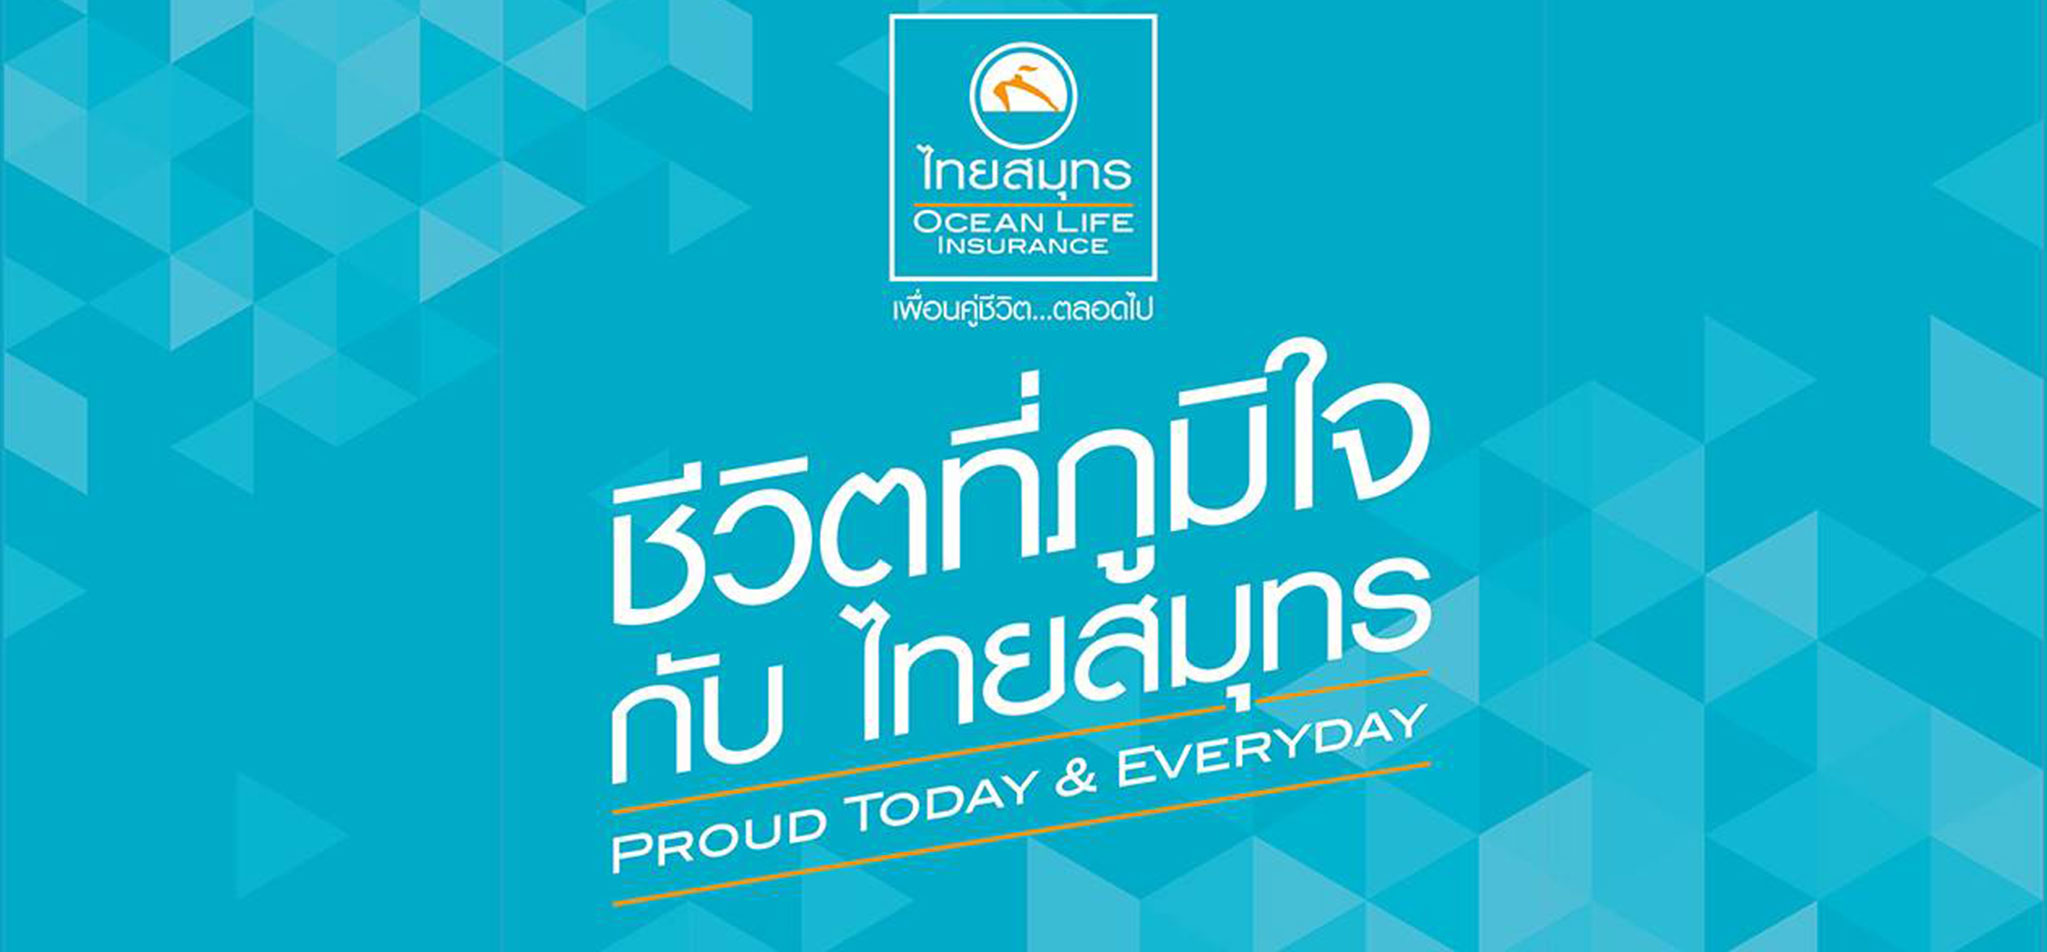 ไทยสมุทร
OCEAN LIFE
INSURANCE
เพื่อนคู่ชีวิต...ตลอดไป
ชีวิตที่ภูมิใจ
กับ ไทยสมุทร
PROUD TODAY & EVERYDAY